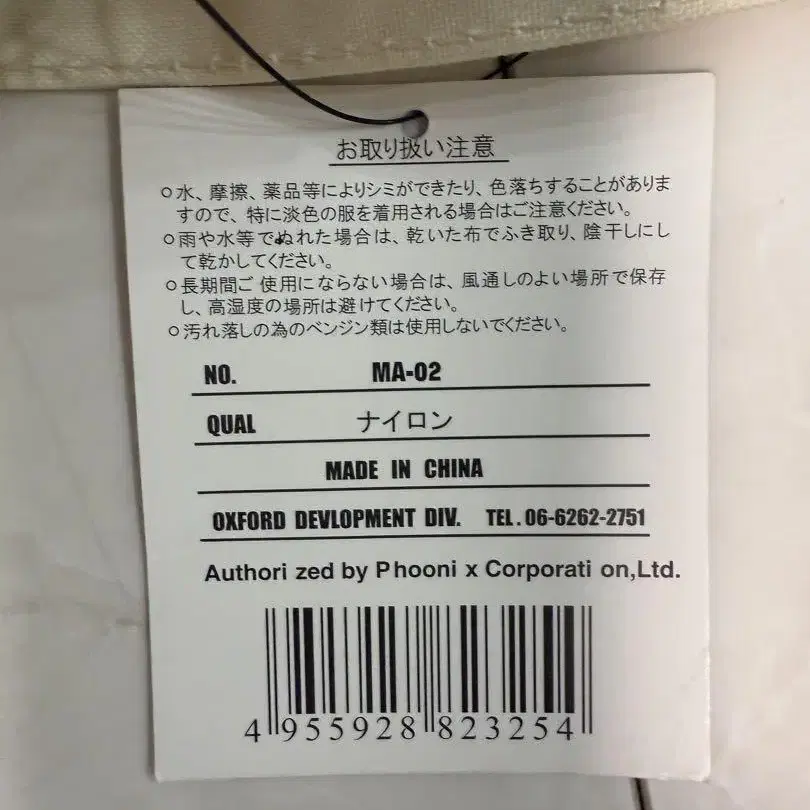 お取り扱い注意
○水、摩擦、薬品等によりシミができたり、色落ちすることがありま
すので、特に淡色の服を着用される場合はご注意ください。
○雨や水等でぬれた場合は、乾いた布でふき取り、陰干しにし
て乾かしてください。
○長期間ご 使用にならない場合は、風通しのよい場所で保存
し、高湿度の場所は避けてください。
○汚れ落しの為のベンジン類は使用しないでください。
NO. MA-02
QUAL ナイロン
MADE IN CHINA
OXFORD DEVLOPMENT DIV. TEL. 06-6262-2751
Authori zed by Phooni x Corporati on,Ltd.
4 955928 823254